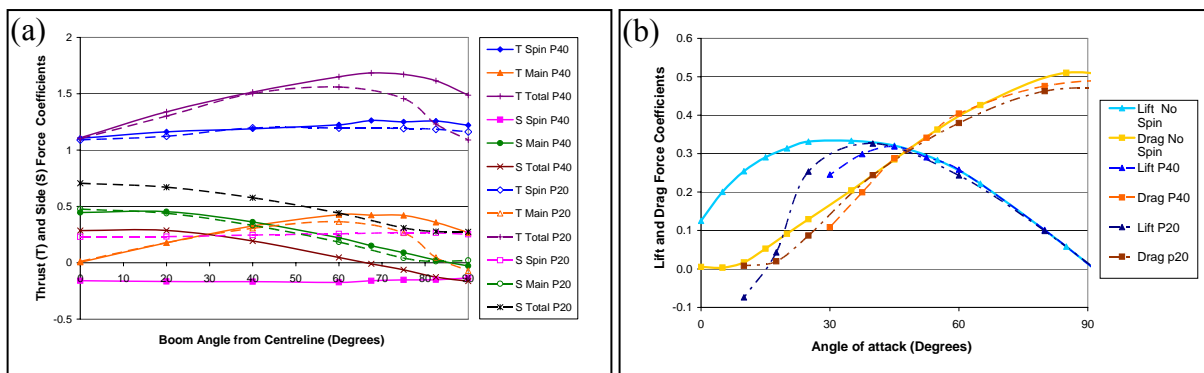 (a)
Thrust (T) and Side (S) Force Coefficients
2
1.5
1
0.5
0
-0.5
0 10 20 30 40 50 60 70 80 90
Boom Angle from Centreline (Degrees)
T Spin P40
T Main P40
T Total P40
S Spin P40
S Main P40
S Total P40
T Spin P20
T Main P20
T Total P20
S Spin P20
S Main P20
S Total P20
(b)
Lift and Drag Force Coefficients
0.6
0.5
0.4
0.3
0.2
0.1
0.0
-0.1
0 30 60 90
Angle of attack (Degrees)
Lift No
Spin
Drag No
Spin
Lift P40
Drag P40
Lift P20
Drag p20